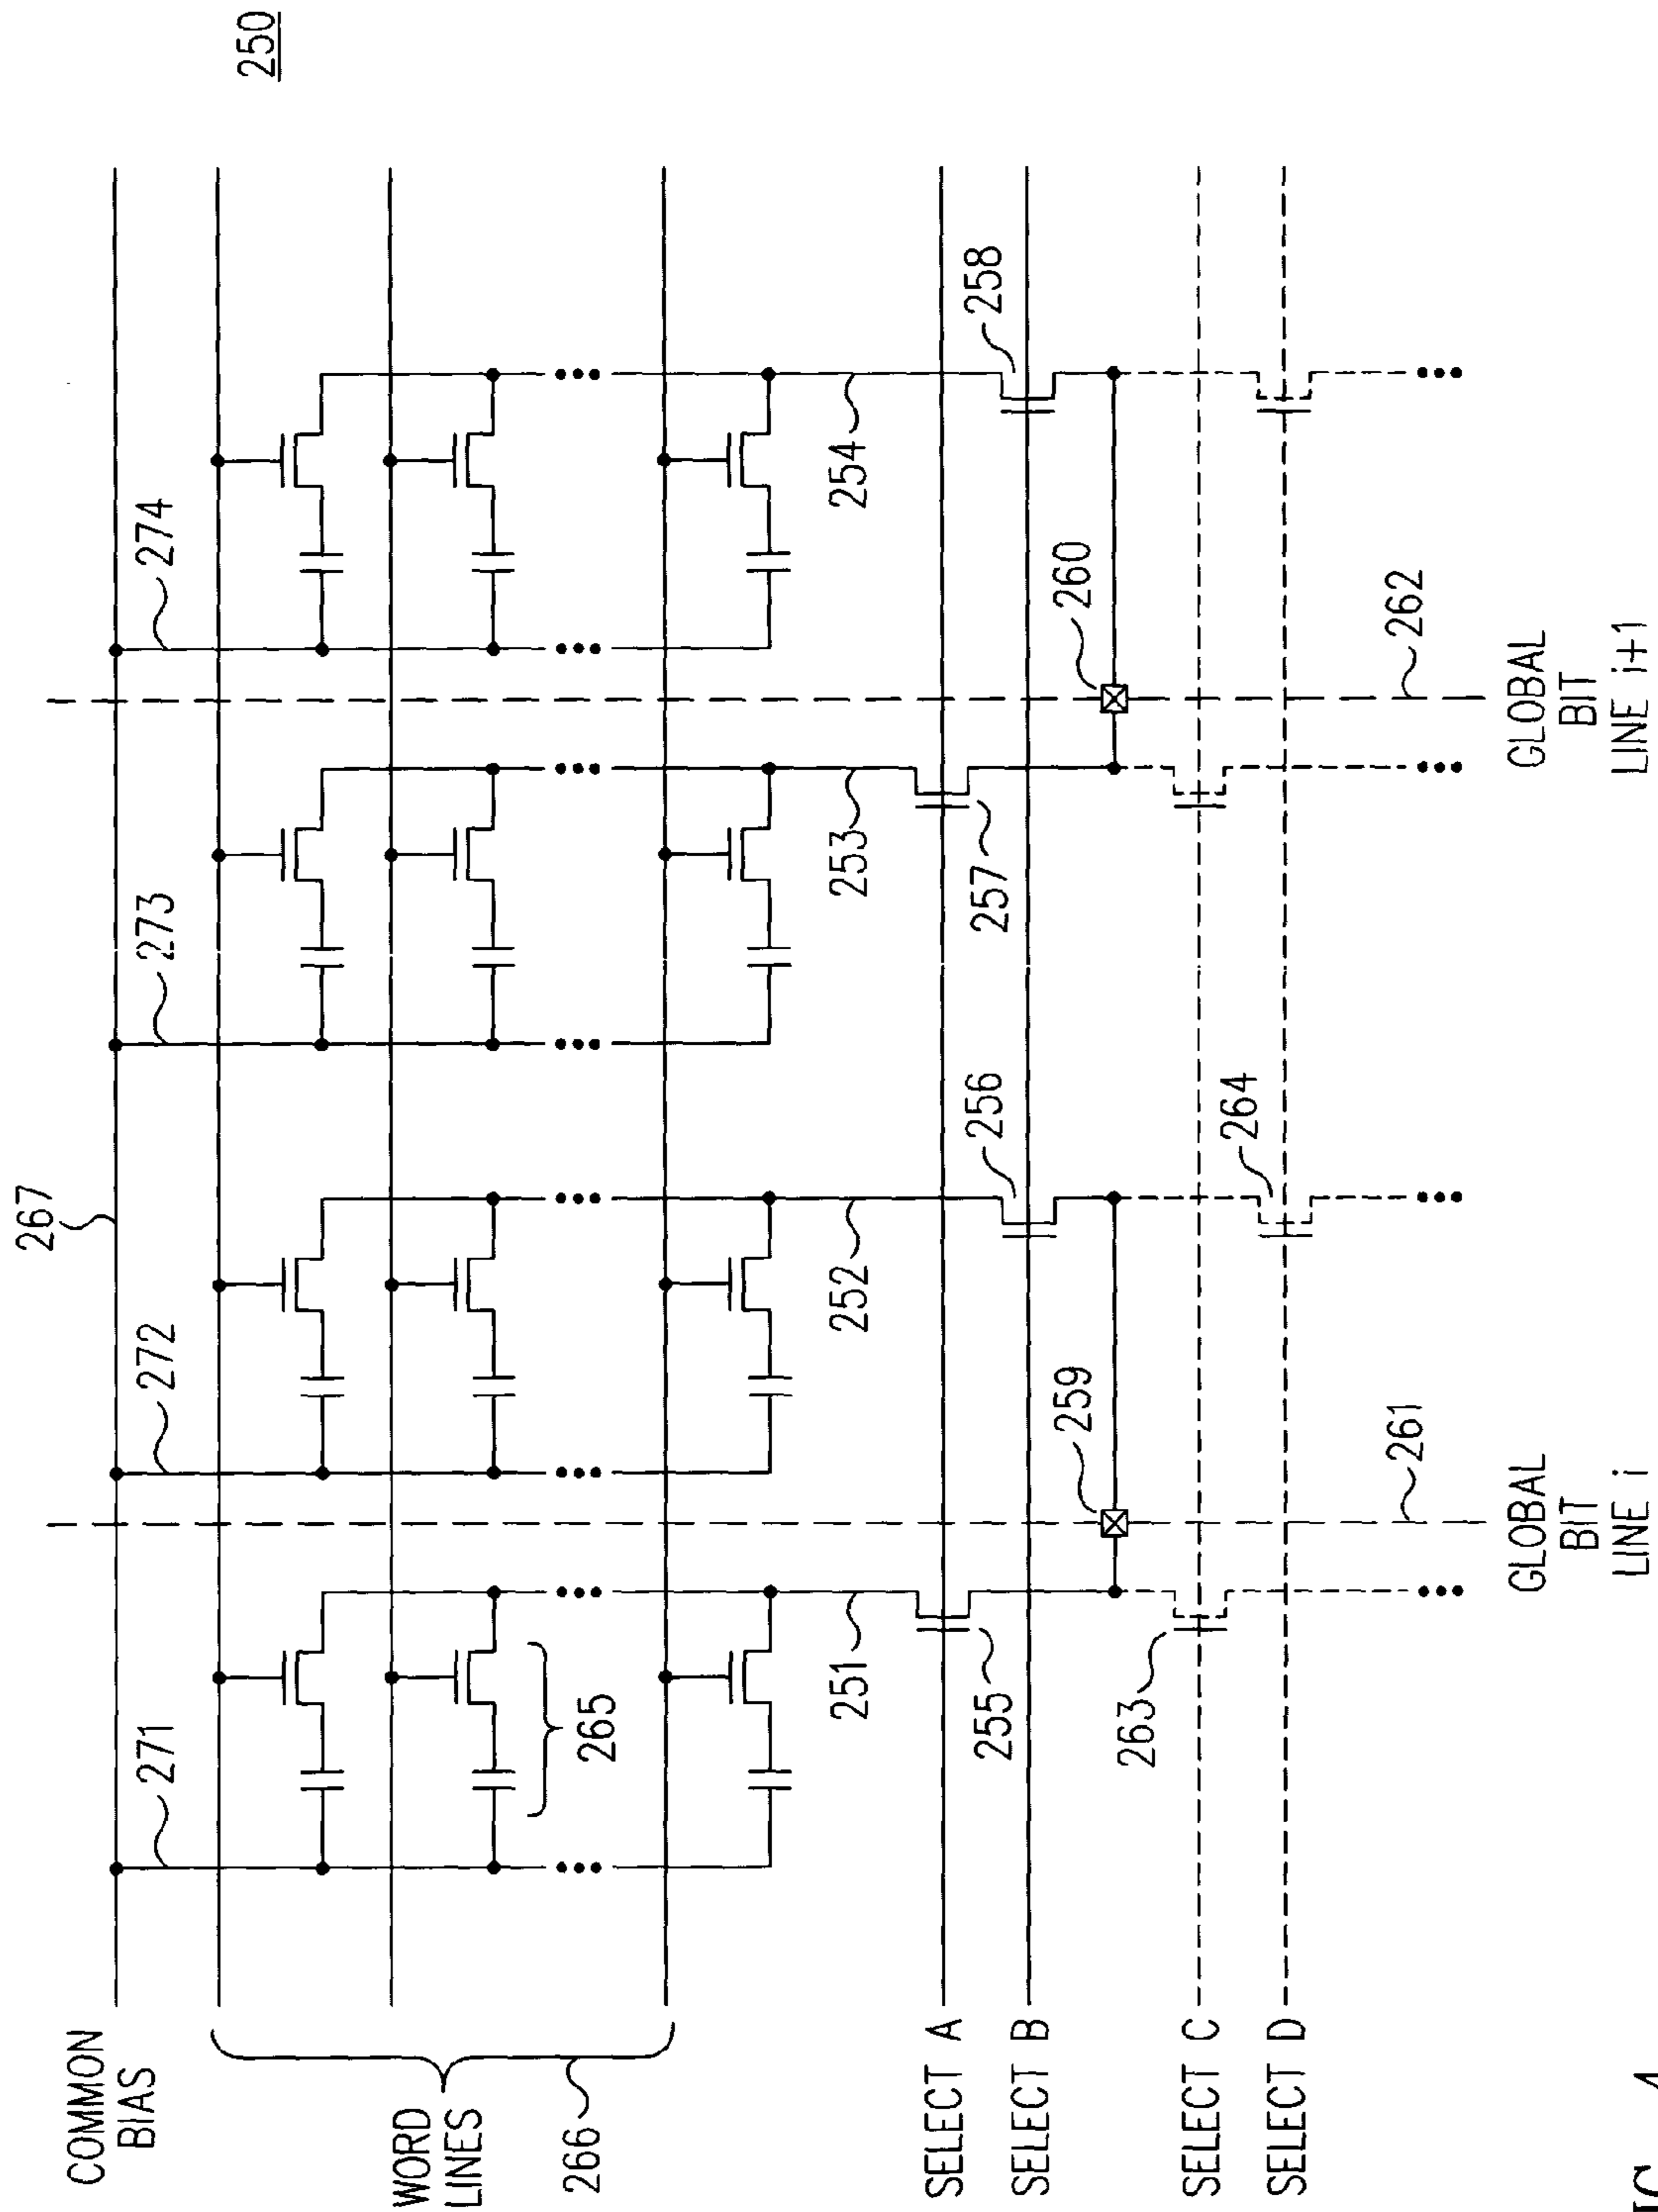 250
267
COMMON
BIAS
271
272
273
274
WORD
LINES
266
265
251
252
253
254
SELECT A
SELECT B
255
256
257
258
259
260
SELECT C
SELECT D
263
264
261
262
GLOBAL
BIT
LINE i
GLOBAL
BIT
LINE i+1